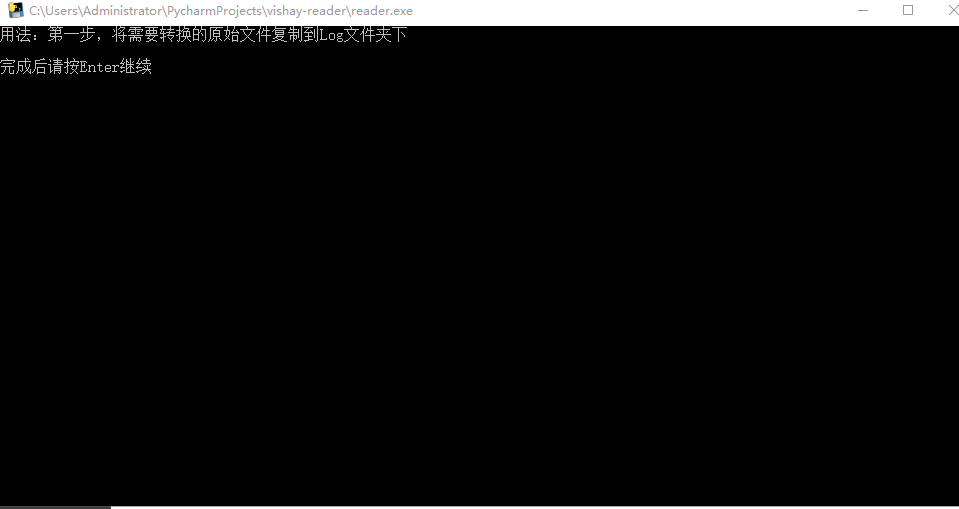 C:\Users\Administrator\PycharmProjects\vishay-reader\reader.exe
用法：第一步，将需要转换的原始文件复制到Log文件夹下
完成后请按Enter继续